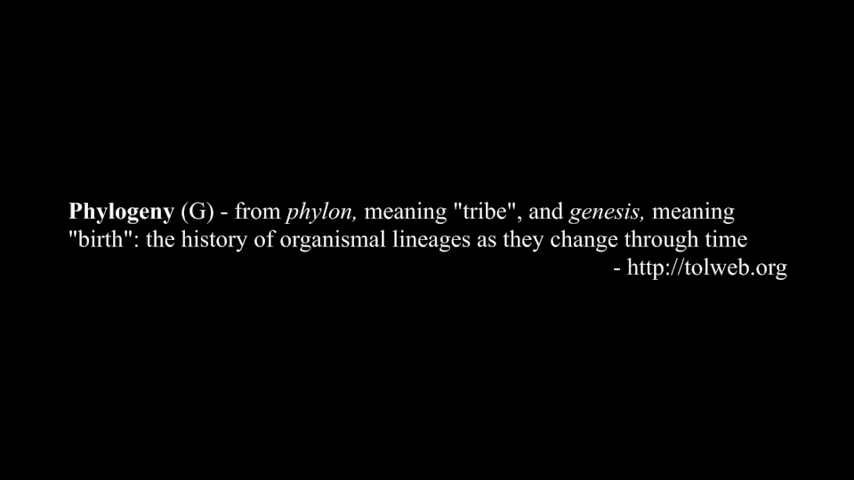 Phylogeny (G) - from phylon, meaning "tribe", and genesis, meaning
"birth": the history of organismal lineages as they change through time
- http://tolweb.org